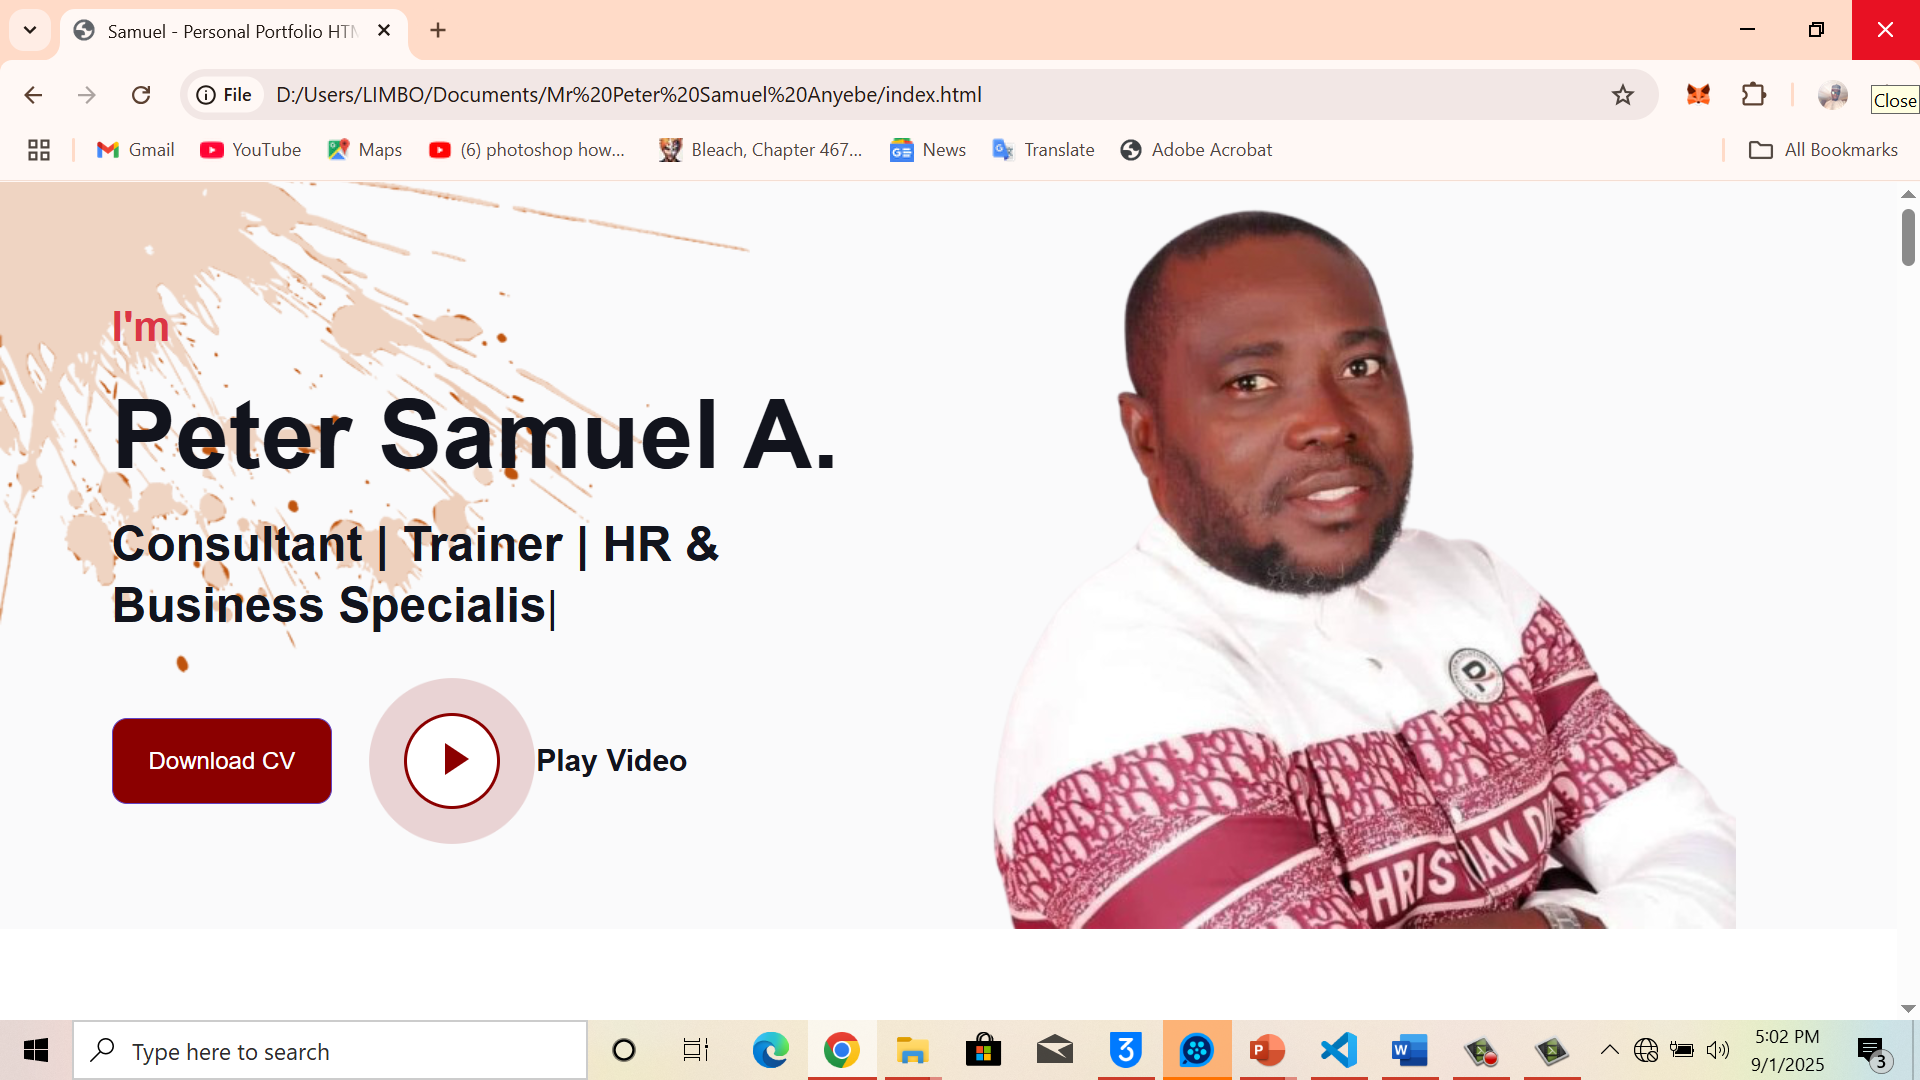 Samuel - Personal Portfolio HTM
File
D:/Users/LIMBO/Documents/Mr%20Peter%20Samuel%20Anyebe/index.html
Close
Gmail
YouTube
Maps
(6) photoshop how...
Bleach, Chapter 467...
News
Translate
Adobe Acrobat
All Bookmarks
I'm
Peter Samuel A.
Consultant | Trainer | HR &
Business Specialis|
Download CV
Play Video
CHRISTIAN
Type here to search
5:02 PM
9/1/2025
3